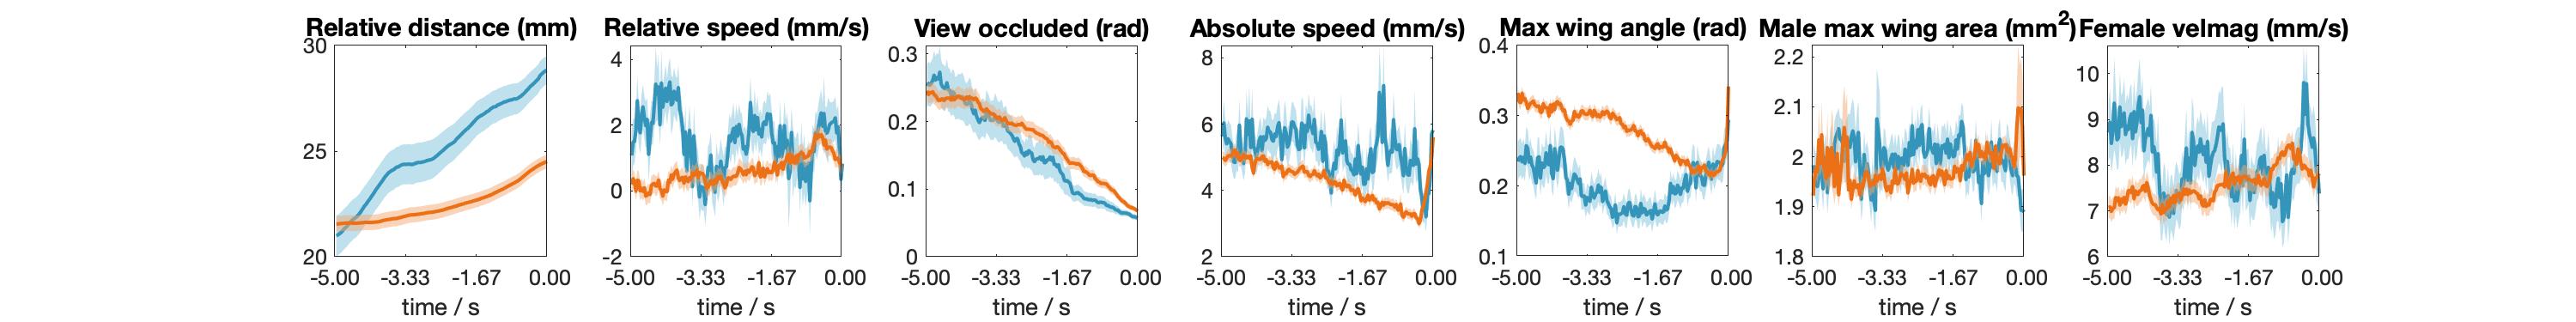 Relative distance (mm)
30
25
20
-5.00 -3.33 -1.67 0.00
time / s
Relative speed (mm/s)
4
2
0
-2
-5.00 -3.33 -1.67 0.00
time / s
View occluded (rad)
0.3
0.2
0.1
0
-5.00 -3.33 -1.67 0.00
time / s
Absolute speed (mm/s)
8
6
4
2
-5.00 -3.33 -1.67 0.00
time / s
Max wing angle (rad)
0.4
0.3
0.2
0.1
-5.00 -3.33 -1.67 0.00
time / s
Male max wing area (mm²)
2.2
2.1
2
1.9
1.8
-5.00 -3.33 -1.67 0.00
time / s
Female velmag (mm/s)
10
9
8
7
6
-5.00 -3.33 -1.67 0.00
time / s